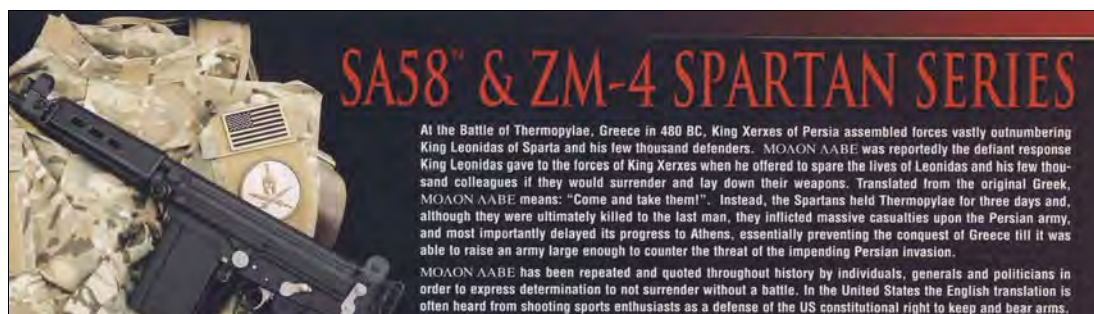 SA58™ & ZM-4 SPARTAN SERIES
At the Battle of Thermopylae, Greece in 480 BC, King Xerxes of Persia assembled forces vastly outnumbering
King Leonidas of Sparta and his few thousand defenders. ΜΟΛΟΝ ΛΑΒΕ was reportedly the defiant response
King Leonidas gave to the forces of King Xerxes when he offered to spare the lives of Leonidas and his few thou-
sand colleagues if they would surrender and lay down their weapons. Translated from the original Greek,
ΜΟΛΟΝ ΛΑΒΕ means: “Come and take them!”. Instead, the Spartans held Thermopylae for three days and,
although they were ultimately killed to the last man, they inflicted massive casualties upon the Persian army,
and most importantly delayed its progress to Athens, essentially preventing the conquest of Greece till it was
able to raise an army large enough to counter the threat of the impending Persian invasion.
ΜΟΛΟΝ ΛΑΒΕ has been repeated and quoted throughout history by individuals, generals and politicians in
order to express determination to not surrender without a battle. In the United States the English translation is
often heard from shooting sports enthusiasts as a defense of the US constitutional right to keep and bear arms.